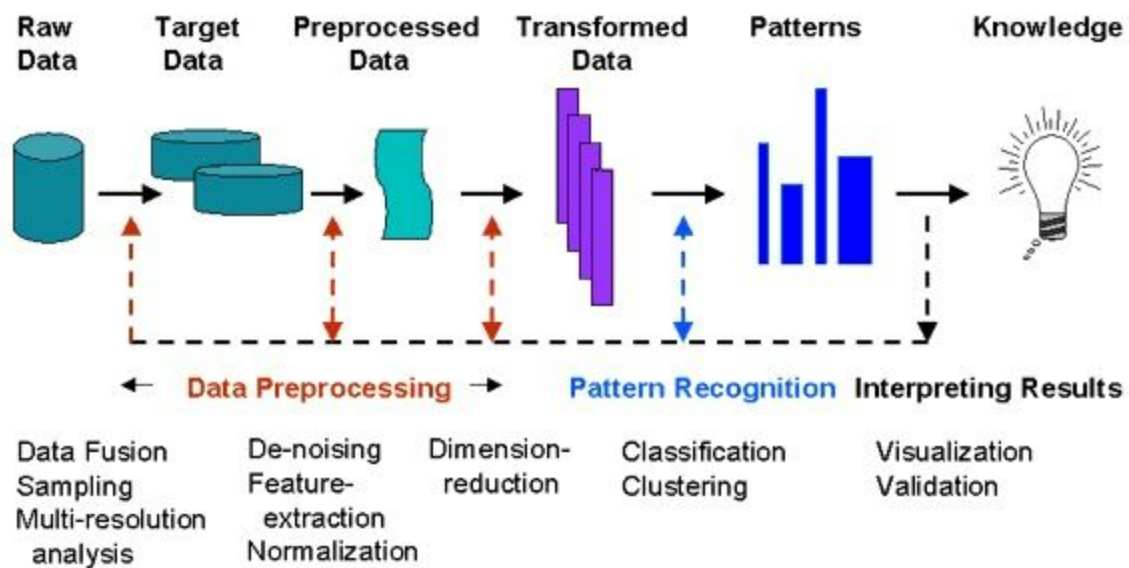 Raw Data
Target Data
Preprocessed Data
Transformed Data
Patterns
Knowledge
Data Preprocessing
Pattern Recognition
Interpreting Results
Data Fusion
Sampling
Multi-resolution
analysis
De-noising
Feature-
extraction
Normalization
Dimension-
reduction
Classification
Clustering
Visualization
Validation